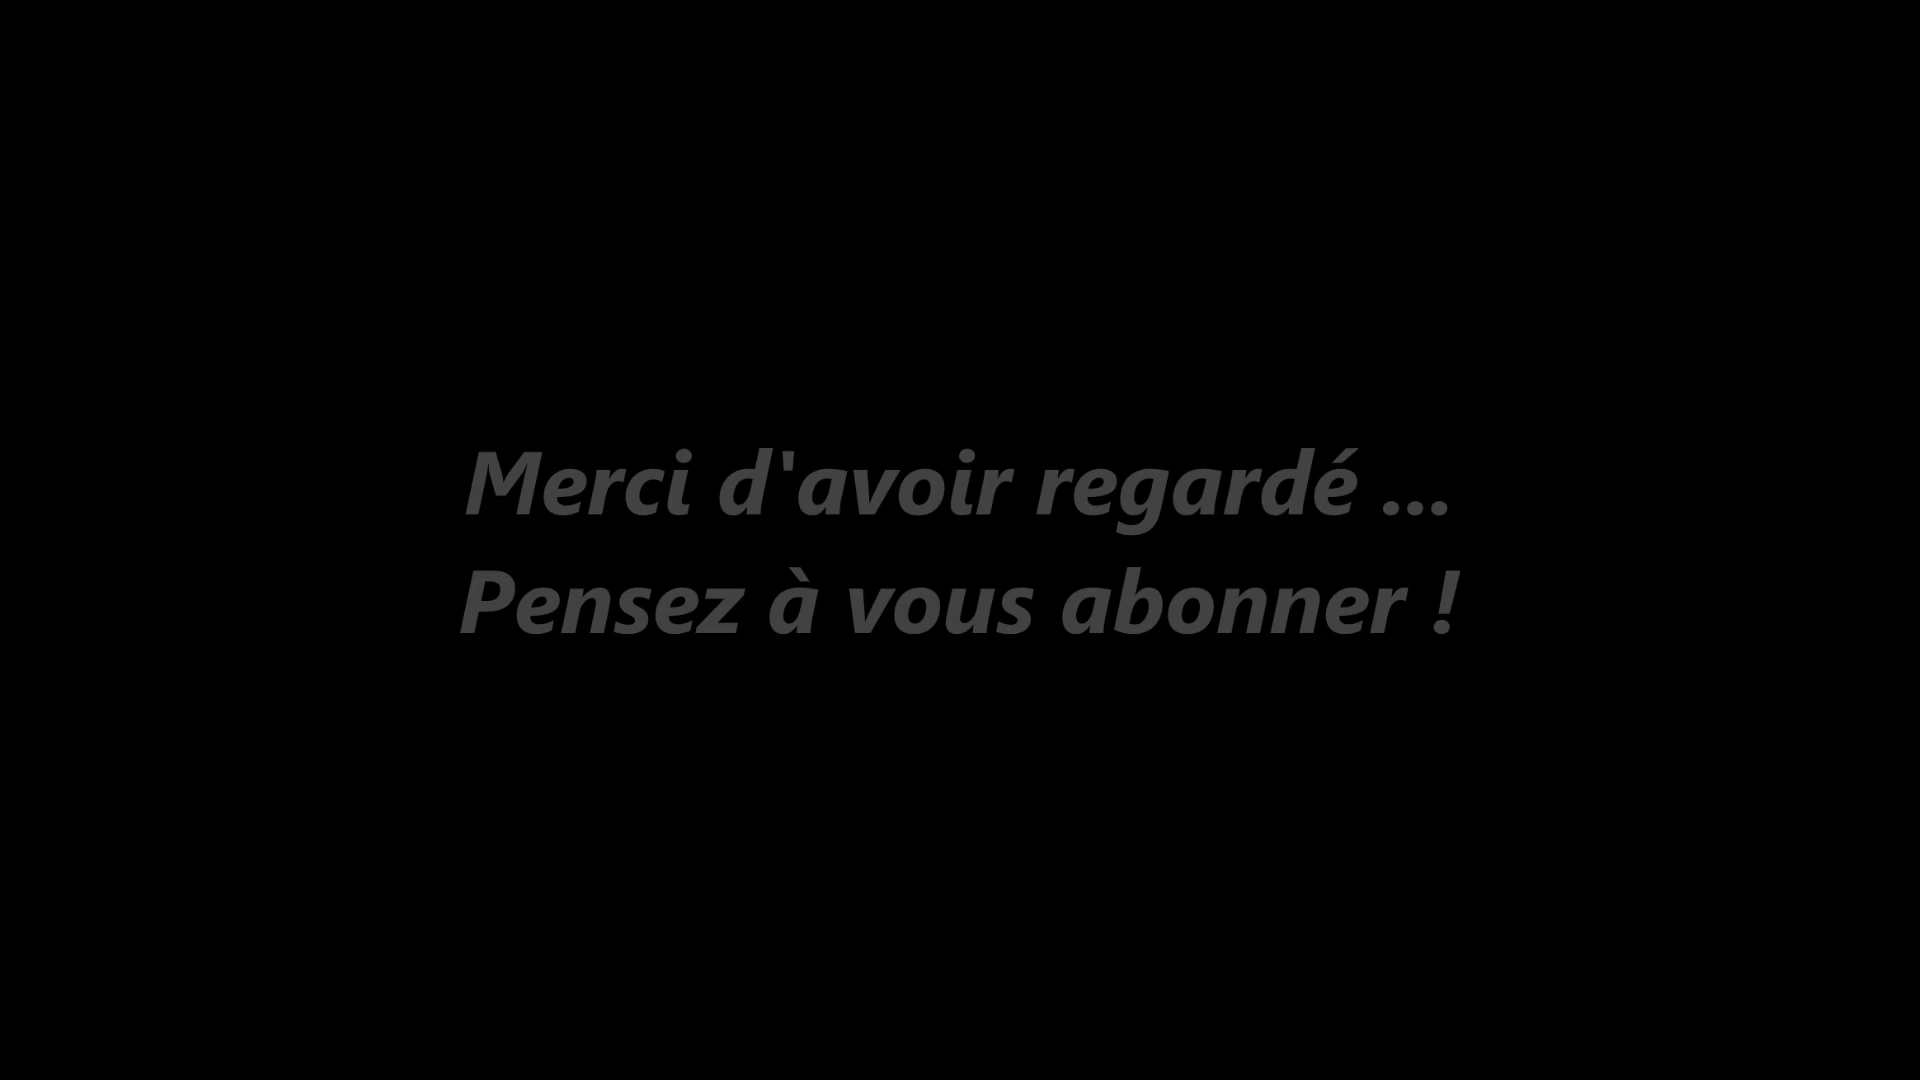 Merci d'avoir regardé ...
Pensez à vous abonner !